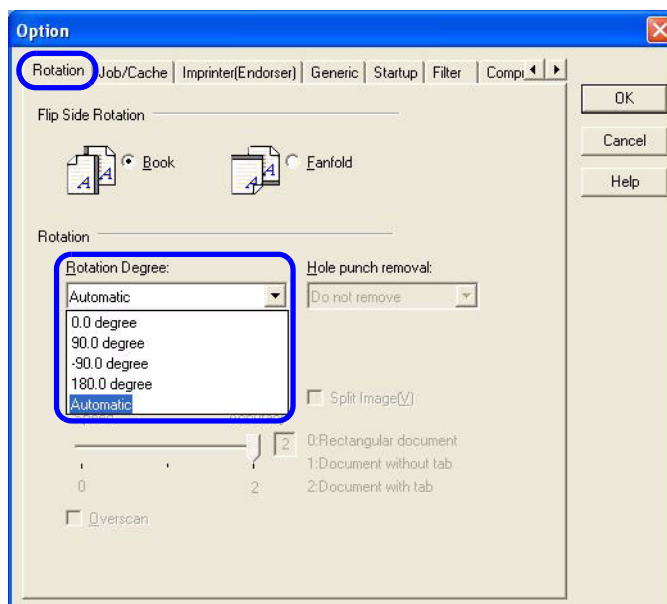 Option
Rotation Job/Cache Imprinter(Endorser) Generic Startup Filter Compr
OK
Cancel
Help
Flip Side Rotation
Book Fanfold
Rotation
Rotation Degree: Hole punch removal:
Automatic Do not remove
0.0 degree
90.0 degree
-90.0 degree
180.0 degree
Automatic
Split Image(V)
2 0:Rectangular document
1:Document without tab
0 2 2:Document with tab
Overscan